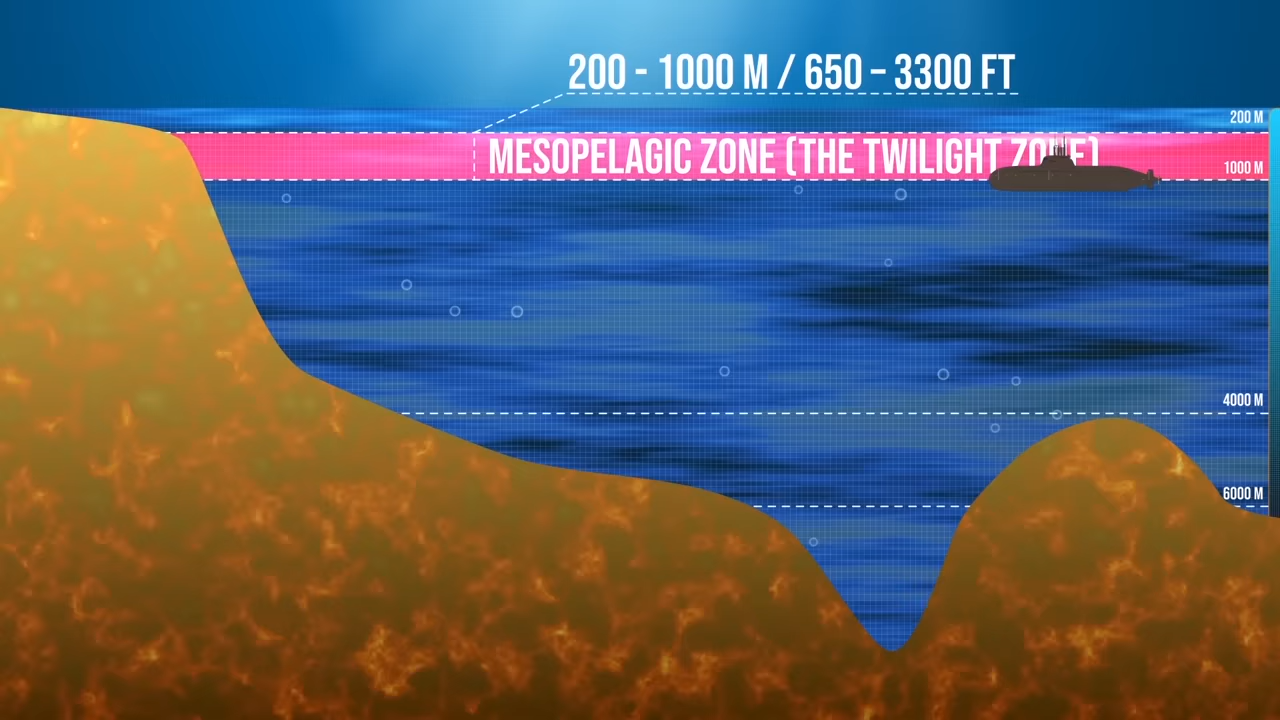 200 - 1000 M / 650 - 3300 FT
200 M
MESOPELAGIC ZONE (THE TWILIGHT ZONE)
1000 M
4000 M
6000 M